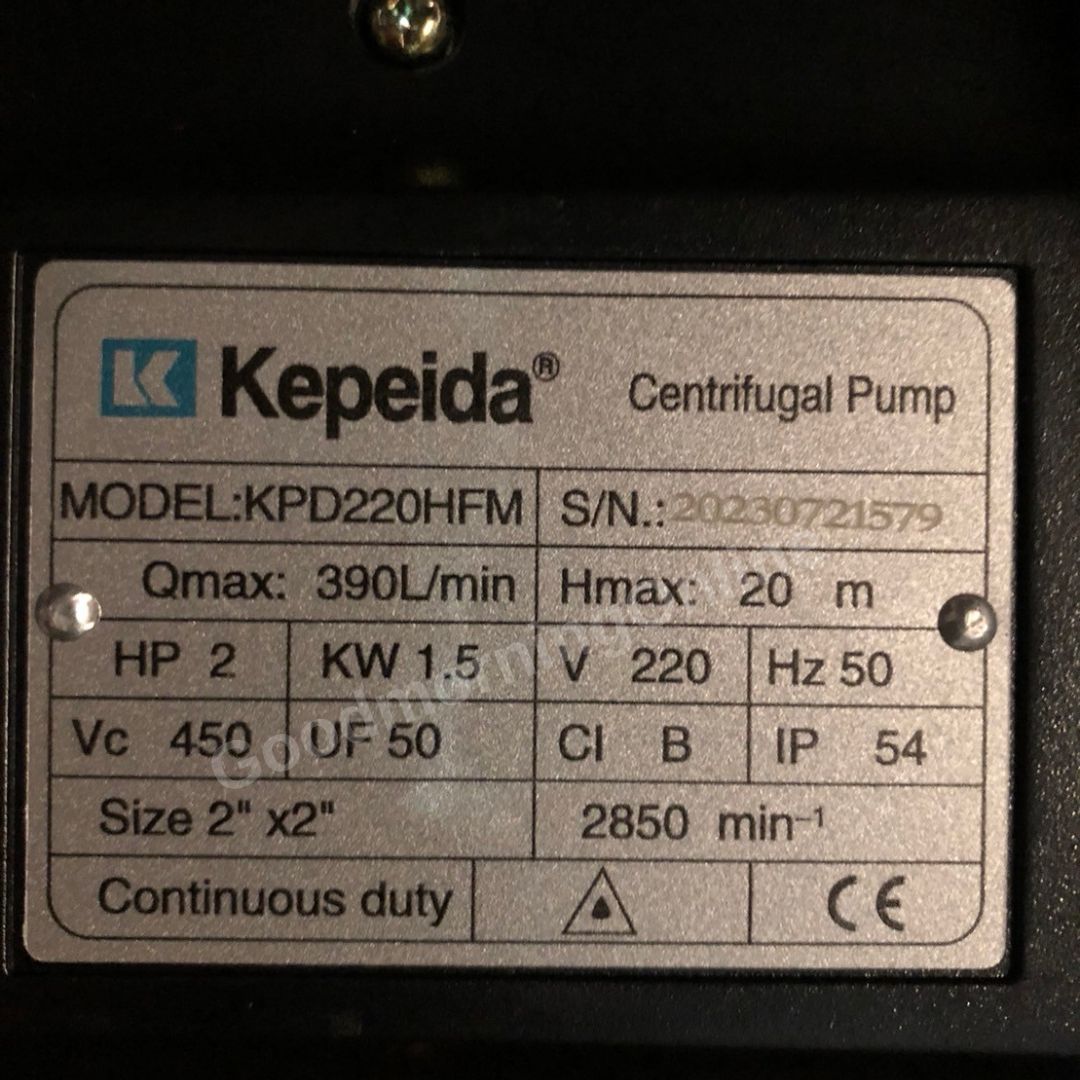 Kepeida® Centrifugal Pump
MODEL:KPD220HFM S/N.:20230721579
Qmax: 390L/min Hmax: 20 m
HP 2 KW 1.5 V 220 Hz 50
Vc 450 UF 50 CI B IP 54
Size 2" x2" 2850 min⁻¹
Continuous duty CE